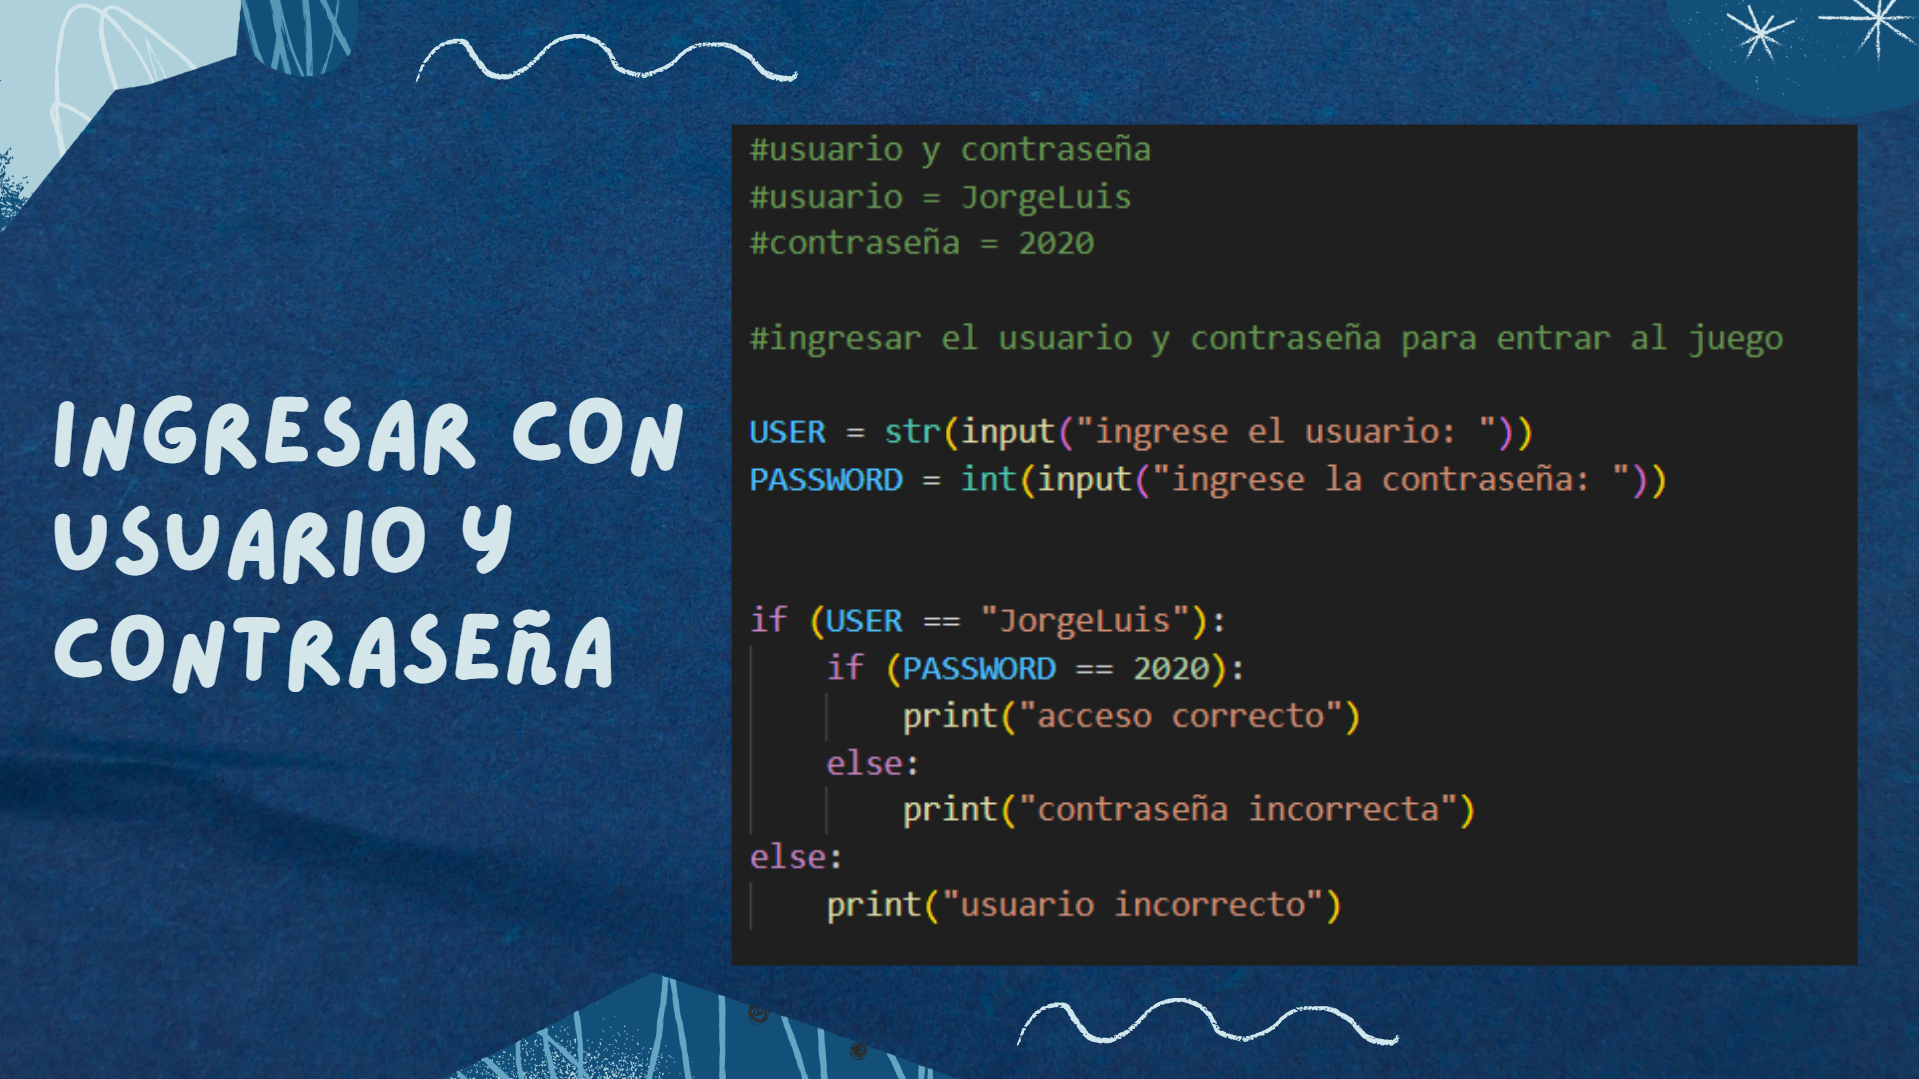 INGRESAR CON
USUARIO Y
CONTRASEñA
#usuario y contraseña
#usuario = JorgeLuis
#contraseña = 2020
#ingresar el usuario y contraseña para entrar al juego
USER = str(input("ingrese el usuario: "))
PASSWORD = int(input("ingrese la contraseña: "))
if (USER == "JorgeLuis"):
    if (PASSWORD == 2020):
        print("acceso correcto")
    else:
        print("contraseña incorrecta")
else:
    print("usuario incorrecto")